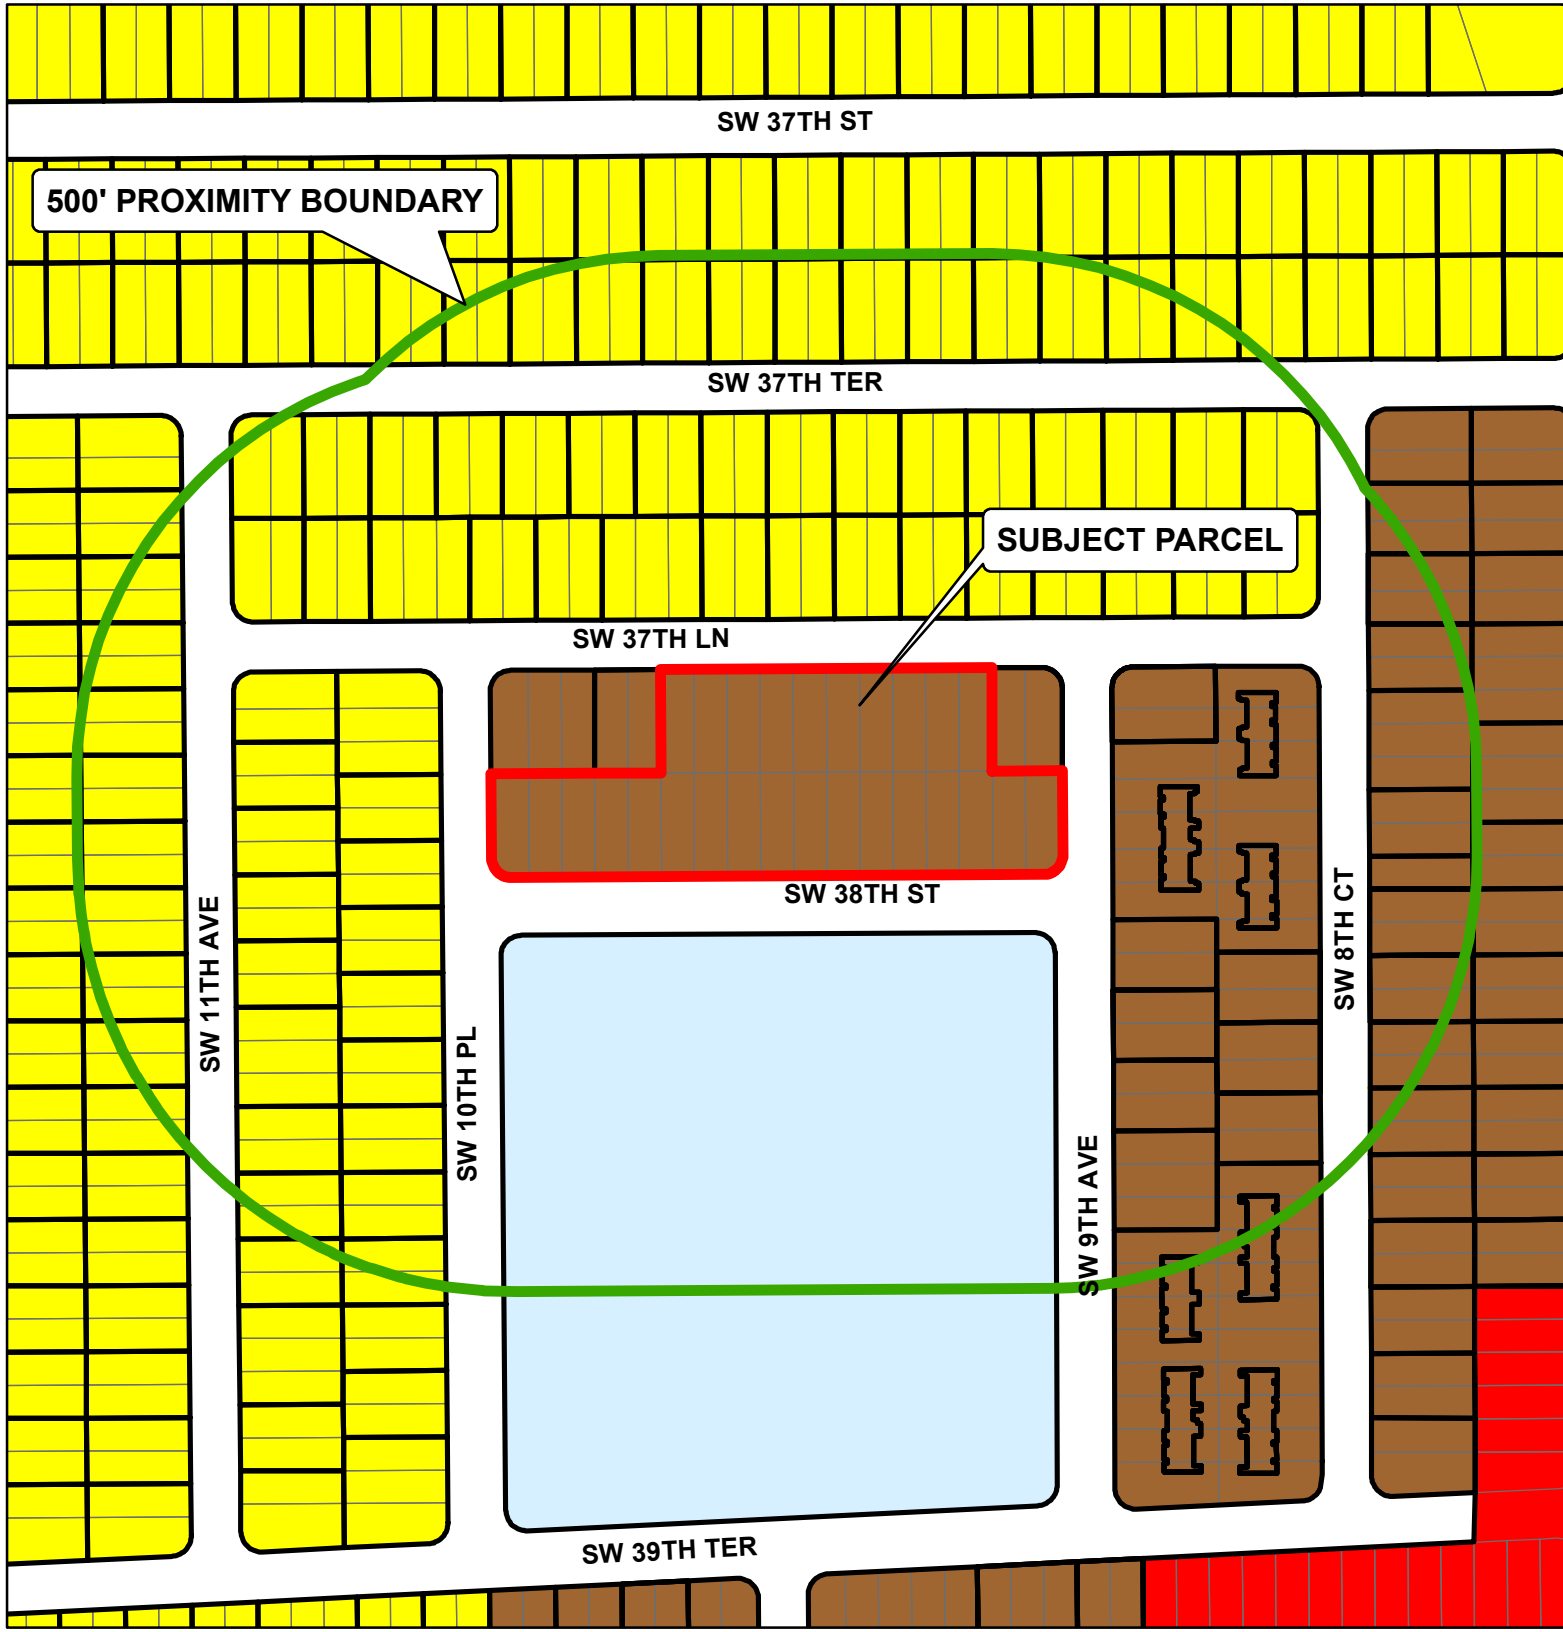 SW 37TH ST
500' PROXIMITY BOUNDARY
SW 37TH TER
SUBJECT PARCEL
SW 37TH LN
SW 38TH ST
SW 11TH AVE
SW 10TH PL
SW 9TH AVE
SW 8TH CT
SW 39TH TER